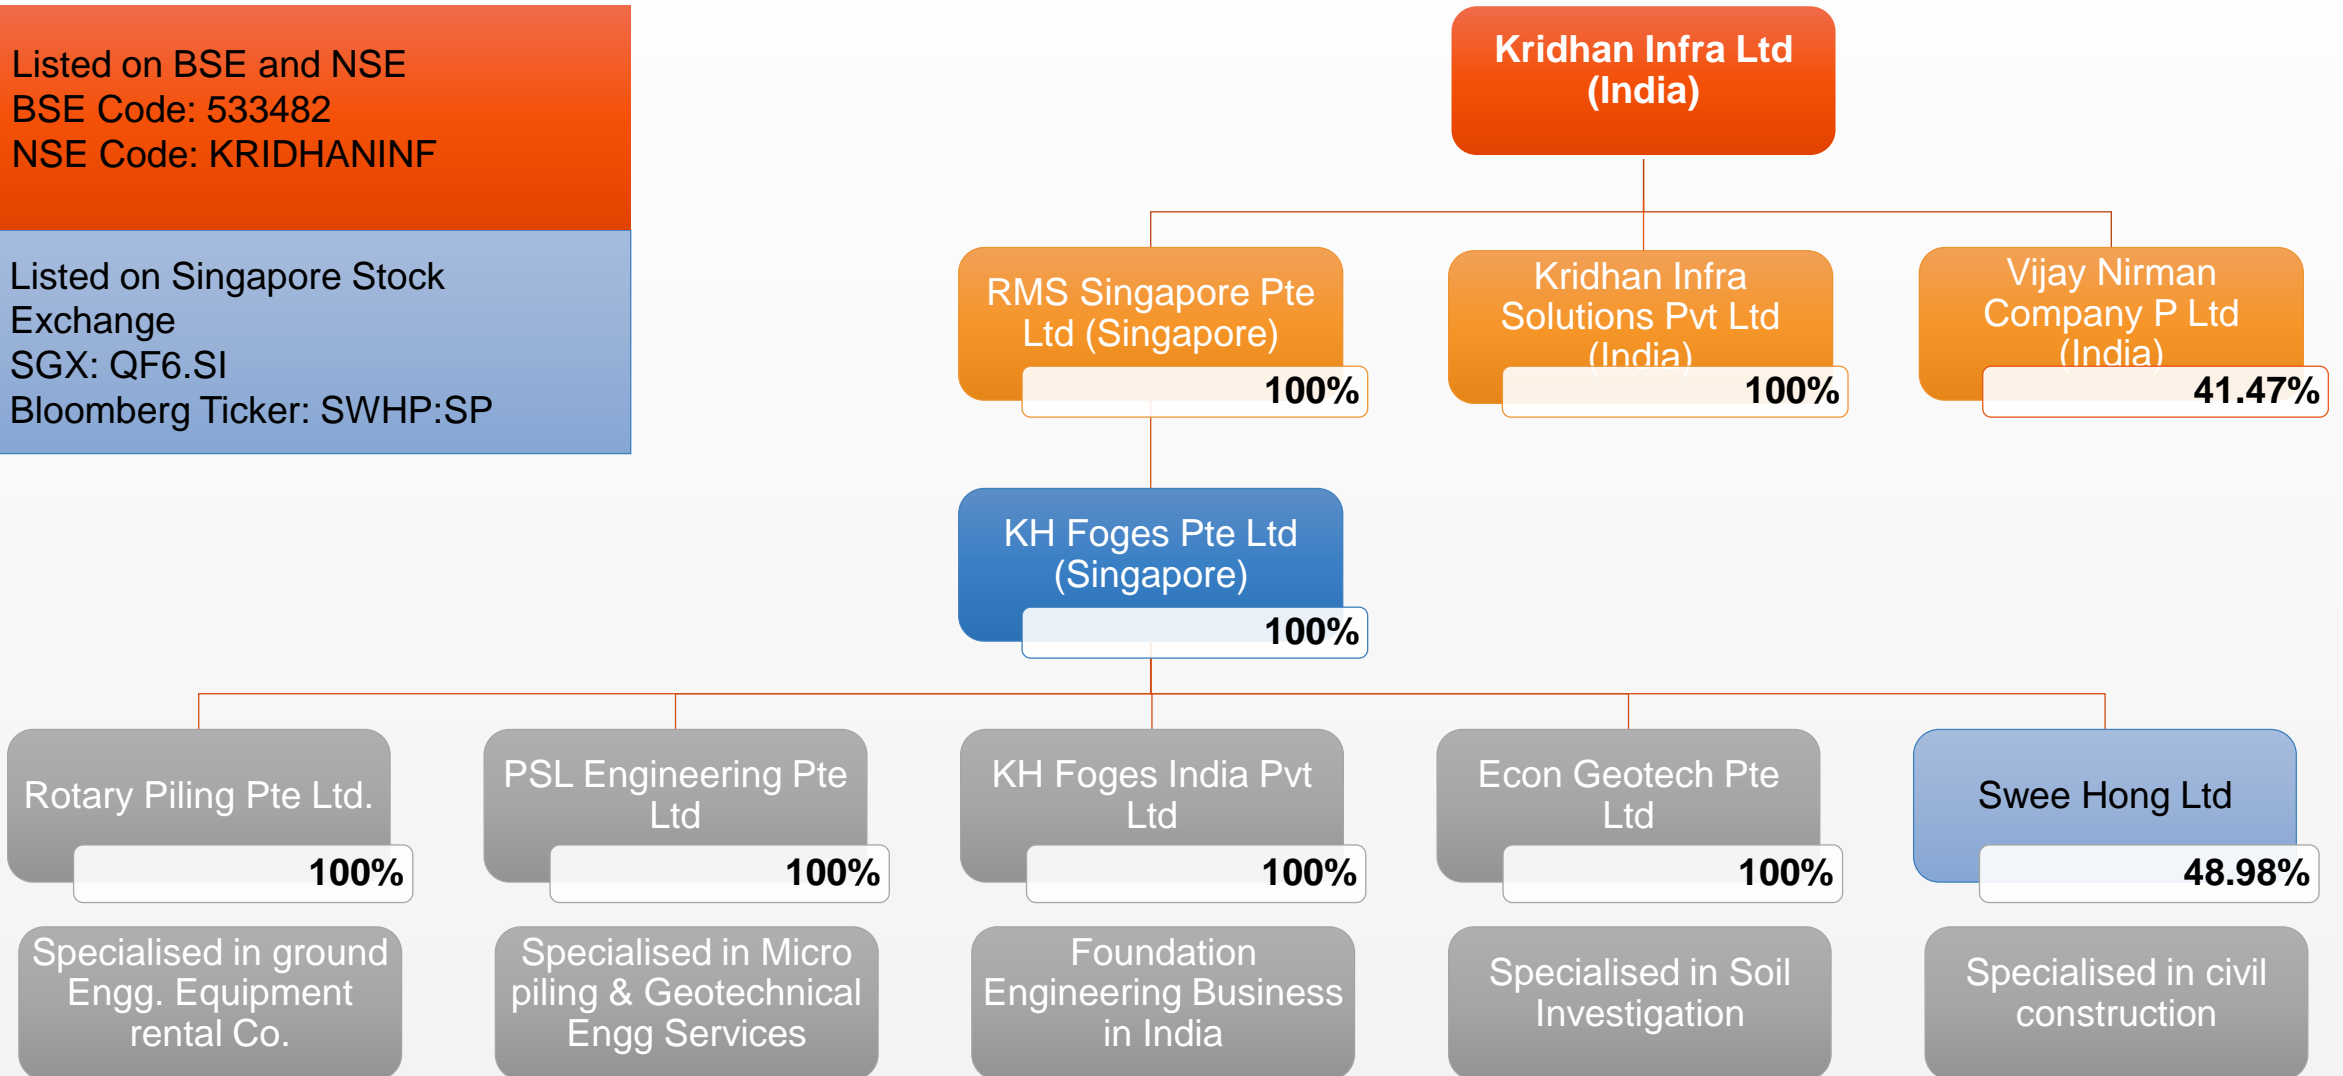 Listed on BSE and NSE
BSE Code: 533482
NSE Code: KRIDHANINF
Listed on Singapore Stock
Exchange
SGX: QF6.SI
Bloomberg Ticker: SWHP:SP
Kridhan Infra Ltd
(India)
RMS Singapore Pte
Ltd (Singapore)
100%
Kridhan Infra
Solutions Pvt Ltd
(India)
100%
Vijay Nirman
Company P Ltd
(India)
41.47%
KH Foges Pte Ltd
(Singapore)
100%
Rotary Piling Pte Ltd.
100%
PSL Engineering Pte
Ltd
100%
KH Foges India Pvt
Ltd
100%
Econ Geotech Pte
Ltd
100%
Swee Hong Ltd
48.98%
Specialised in ground
Engg. Equipment
rental Co.
Specialised in Micro
piling & Geotechnical
Engg Services
Foundation
Engineering Business
in India
Specialised in Soil
Investigation
Specialised in civil
construction